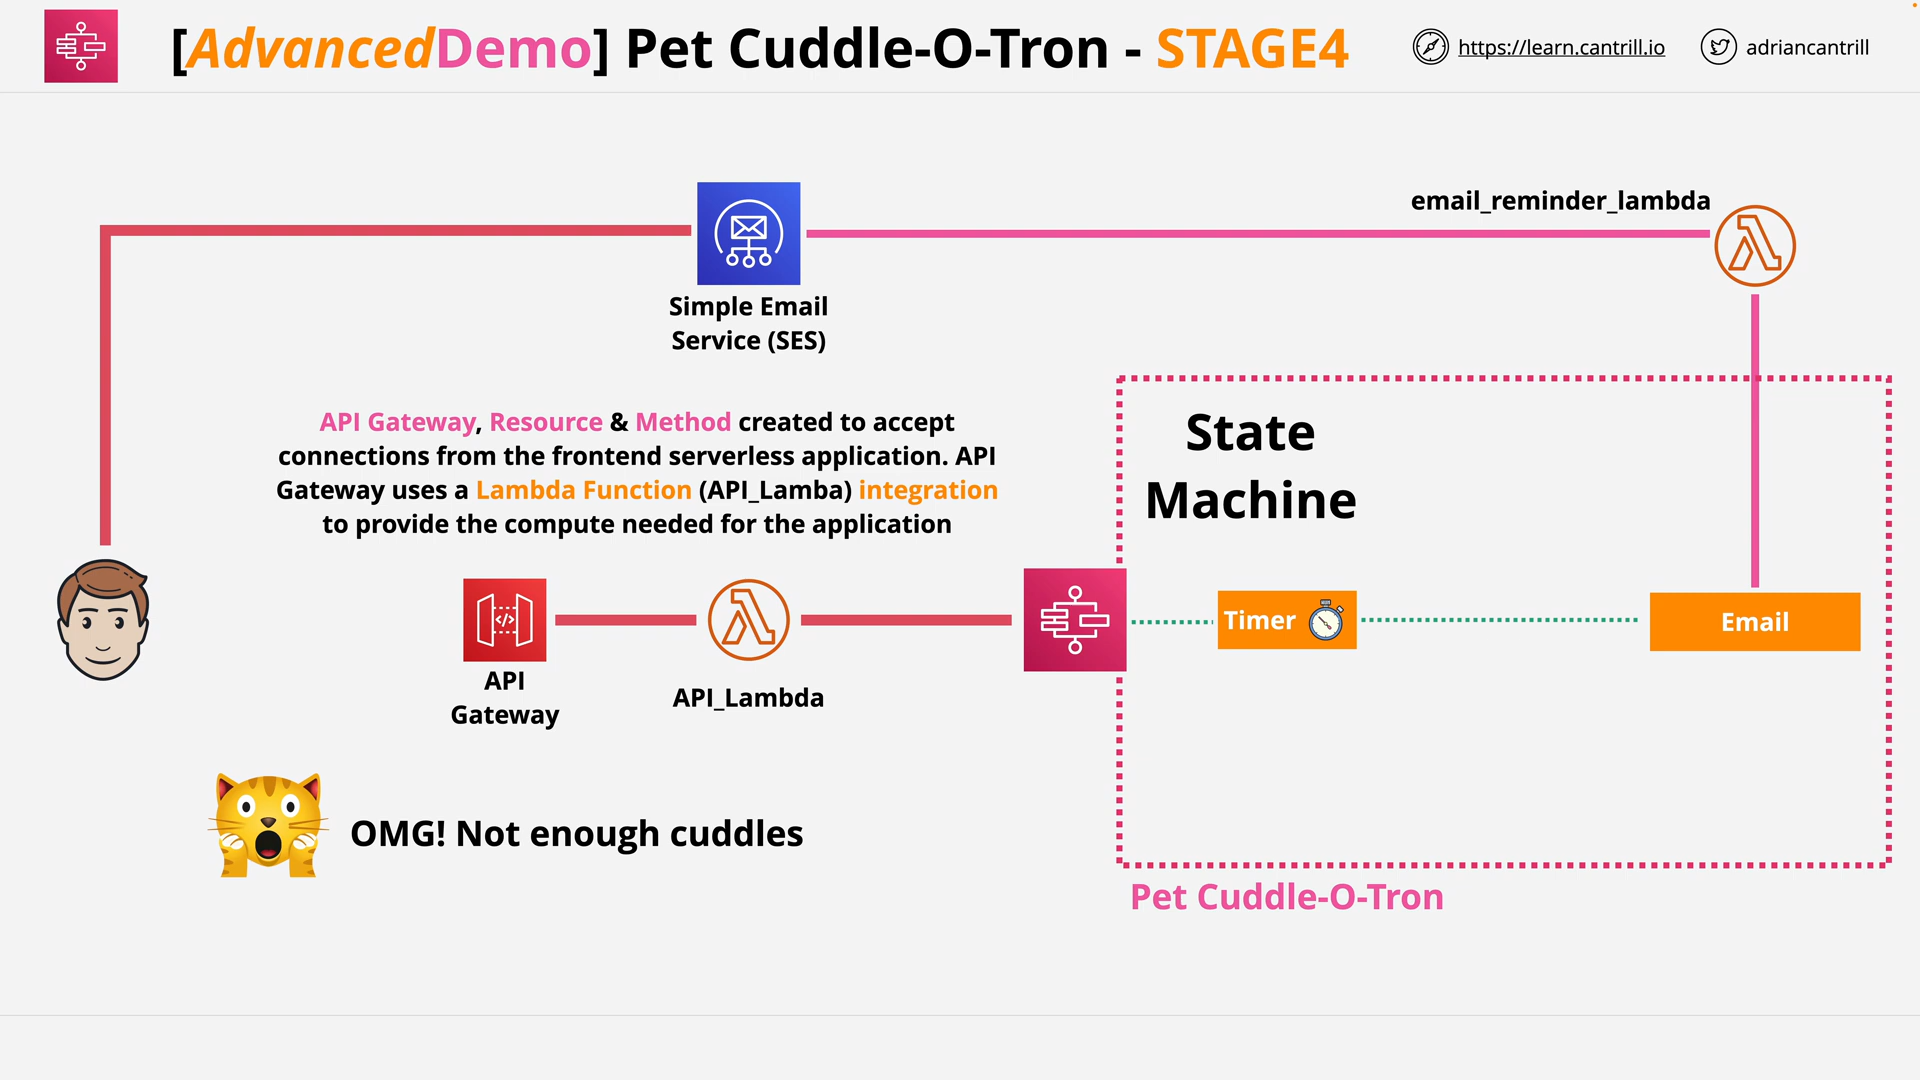 [AdvancedDemo] Pet Cuddle-O-Tron - STAGE4
https://learn.cantrill.io
adriancantrill
email_reminder_lambda
Simple Email
Service (SES)
API Gateway, Resource & Method created to accept
connections from the frontend serverless application. API
Gateway uses a Lambda Function (API_Lamba) integration
to provide the compute needed for the application
State
Machine
Timer
Email
API
Gateway
API_Lambda
OMG! Not enough cuddles
Pet Cuddle-O-Tron